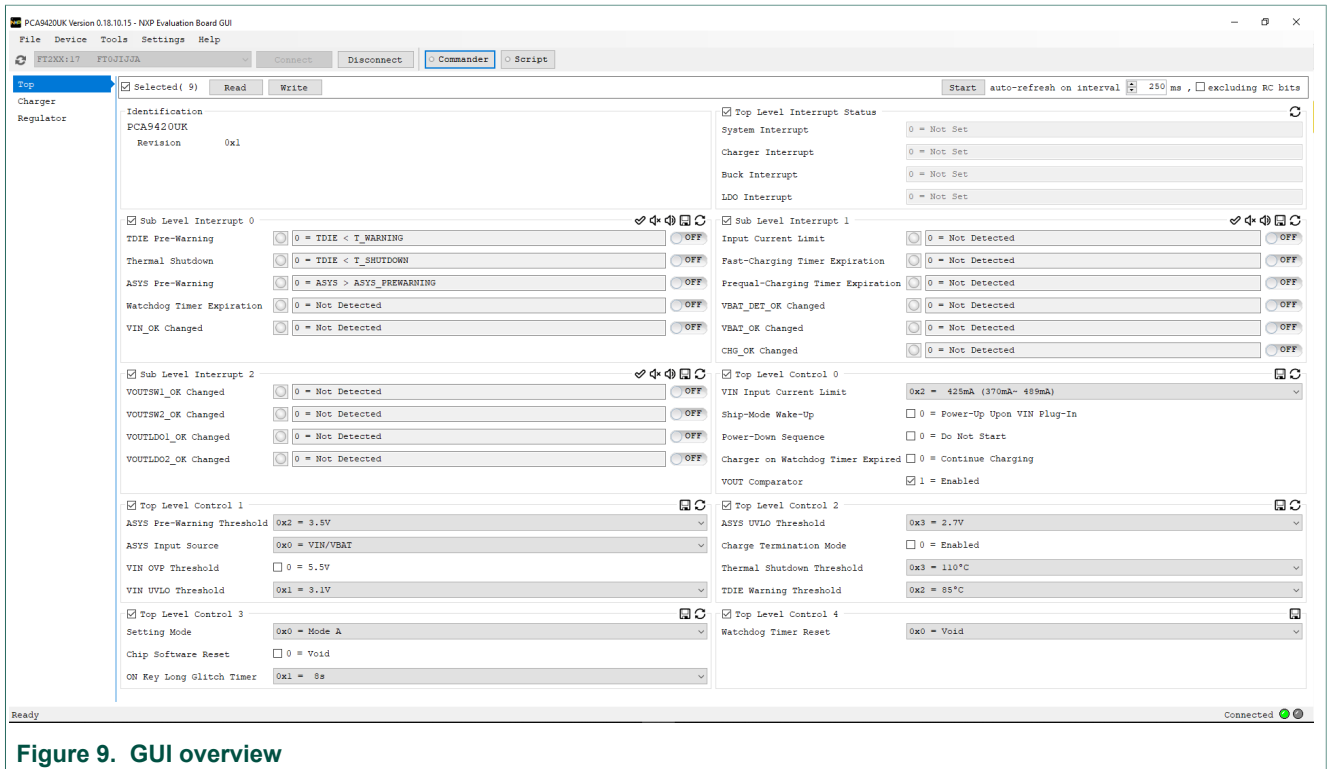 NXP PCA9420UK Version 0.18.10.15 - NXP Evaluation Board GUI
File Device Tools Settings Help
FT2XX:17 FT0JIJJA Connect Disconnect Commander Script
Top
Charger
Regulator
Selected( 9) Read Write Start auto-refresh on interval 250 ms , excluding RC bits
Identification
PCA9420UK
Revision 0x1
Top Level Interrupt Status
System Interrupt 0 = Not Set
Charger Interrupt 0 = Not Set
Buck Interrupt 0 = Not Set
LDO Interrupt 0 = Not Set
Sub Level Interrupt 0
TDIE Pre-Warning 0 = TDIE < T_WARNING OFF
Thermal Shutdown 0 = TDIE < T_SHUTDOWN OFF
ASYS Pre-Warning 0 = ASYS > ASYS_PREWARNING OFF
Watchdog Timer Expiration 0 = Not Detected OFF
VIN_OK Changed 0 = Not Detected OFF
Sub Level Interrupt 1
Input Current Limit 0 = Not Detected OFF
Fast-Charging Timer Expiration 0 = Not Detected OFF
Prequal-Charging Timer Expiration 0 = Not Detected OFF
VBAT_DET_OK Changed 0 = Not Detected OFF
VBAT_OK Changed 0 = Not Detected OFF
CHG_OK Changed 0 = Not Detected OFF
Sub Level Interrupt 2
VOUTSW1_OK Changed 0 = Not Detected OFF
VOUTSW2_OK Changed 0 = Not Detected OFF
VOUTLDO1_OK Changed 0 = Not Detected OFF
VOUTLDO2_OK Changed 0 = Not Detected OFF
Top Level Control 0
VIN Input Current Limit 0x2 = 425mA (370mA~ 489mA)
Ship-Mode Wake-Up 0 = Power-Up Upon VIN Plug-In
Power-Down Sequence 0 = Do Not Start
Charger on Watchdog Timer Expired 0 = Continue Charging
VOUT Comparator 1 = Enabled
Top Level Control 1
ASYS Pre-Warning Threshold 0x2 = 3.5V
ASYS Input Source 0x0 = VIN/VBAT
VIN OVP Threshold 0 = 5.5V
VIN UVLO Threshold 0x1 = 3.1V
Top Level Control 2
ASYS UVLO Threshold 0x3 = 2.7V
Charge Termination Mode 0 = Enabled
Thermal Shutdown Threshold 0x3 = 110°C
TDIE Warning Threshold 0x2 = 85°C
Top Level Control 3
Setting Mode 0x0 = Mode A
Chip Software Reset 0 = Void
ON Key Long Glitch Timer 0x1 = 8s
Top Level Control 4
Watchdog Timer Reset 0x0 = Void
Ready Connected
Figure 9. GUI overview